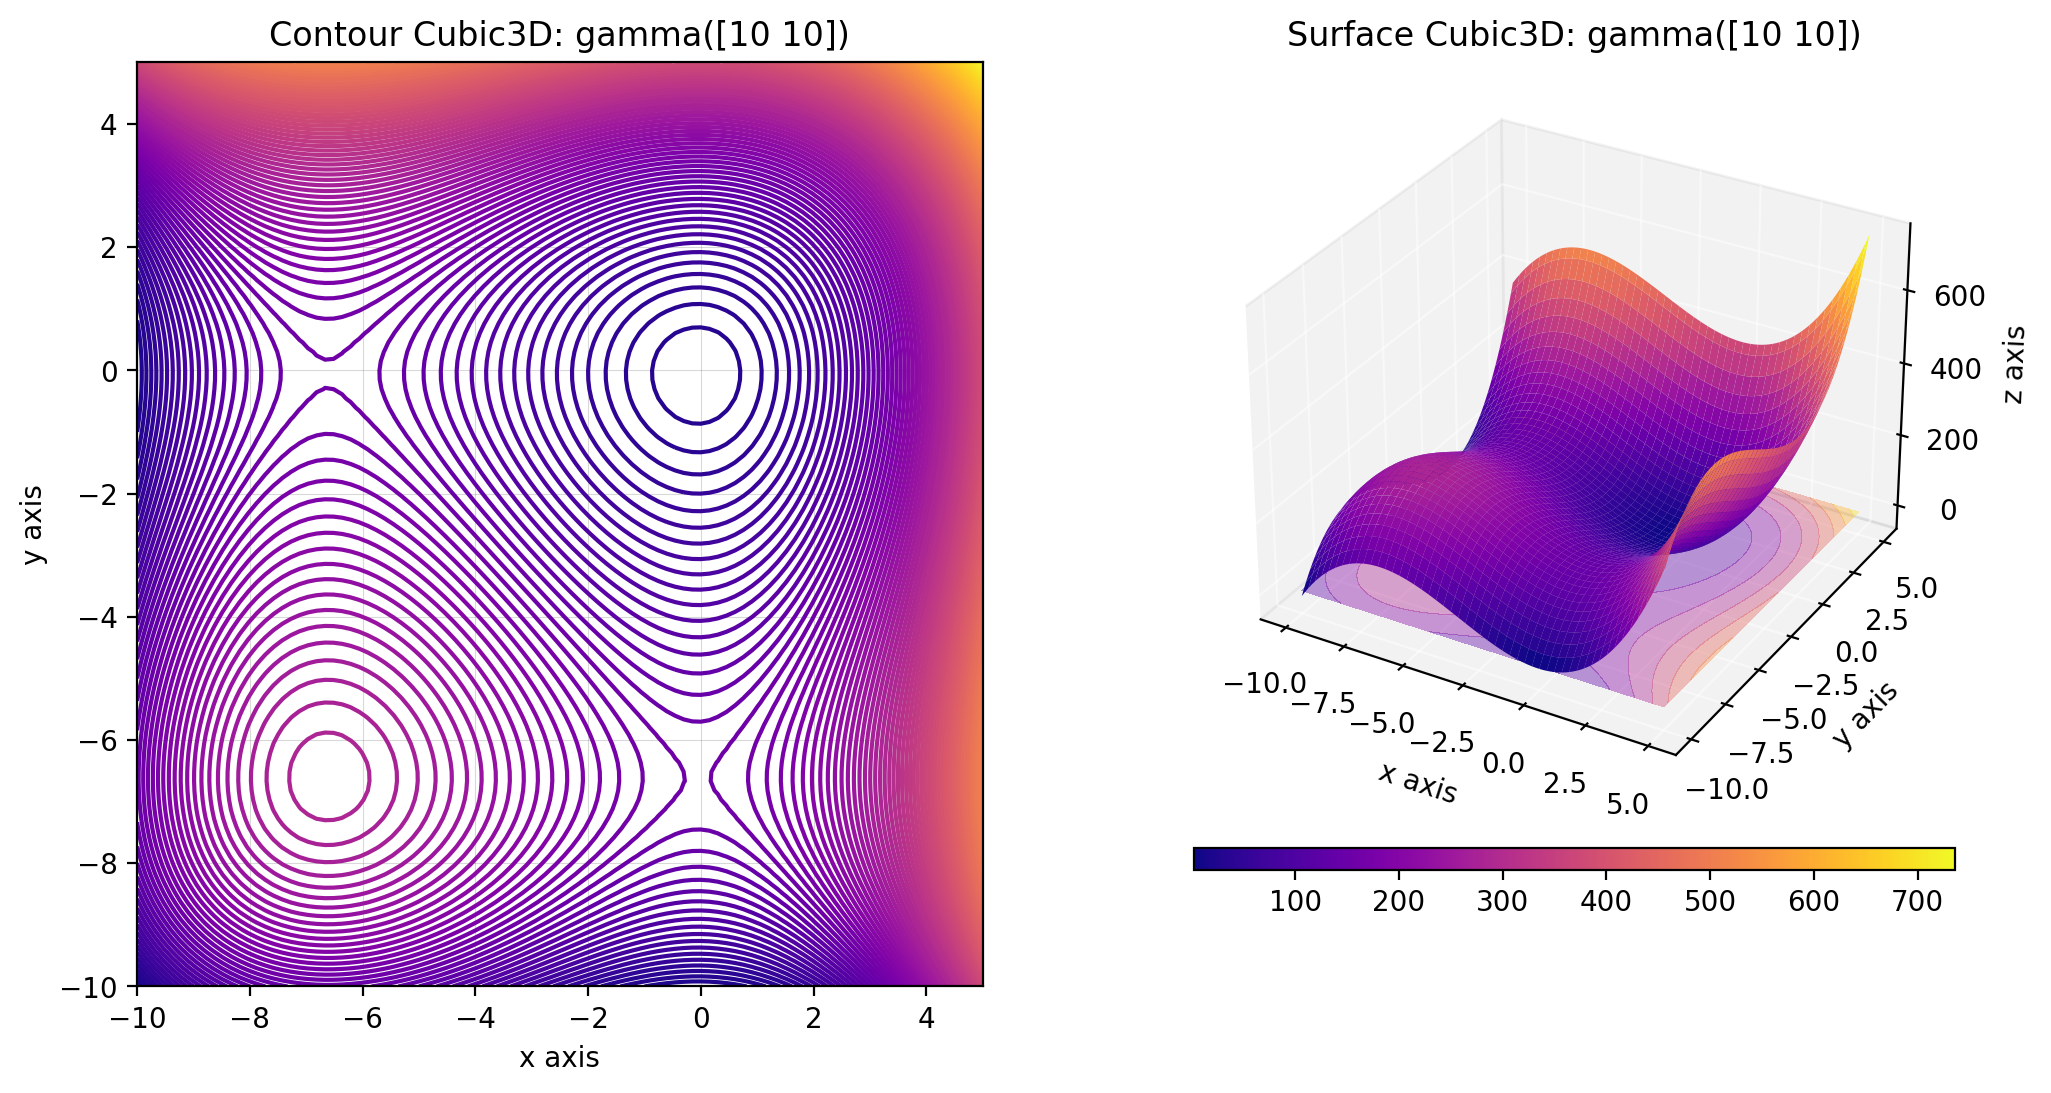 Contour Cubic3D: gamma([10 10])
4
2
0
−2
−4
−6
−8
−10
y axis
−10 −8 −6 −4 −2 0 2 4
x axis
Surface Cubic3D: gamma([10 10])
600
400
200
0
z axis
−10.0
−7.5
−5.0
−2.5
0.0
2.5
5.0
x axis
5.0
2.5
0.0
−2.5
−5.0
−7.5
−10.0
y axis
100 200 300 400 500 600 700